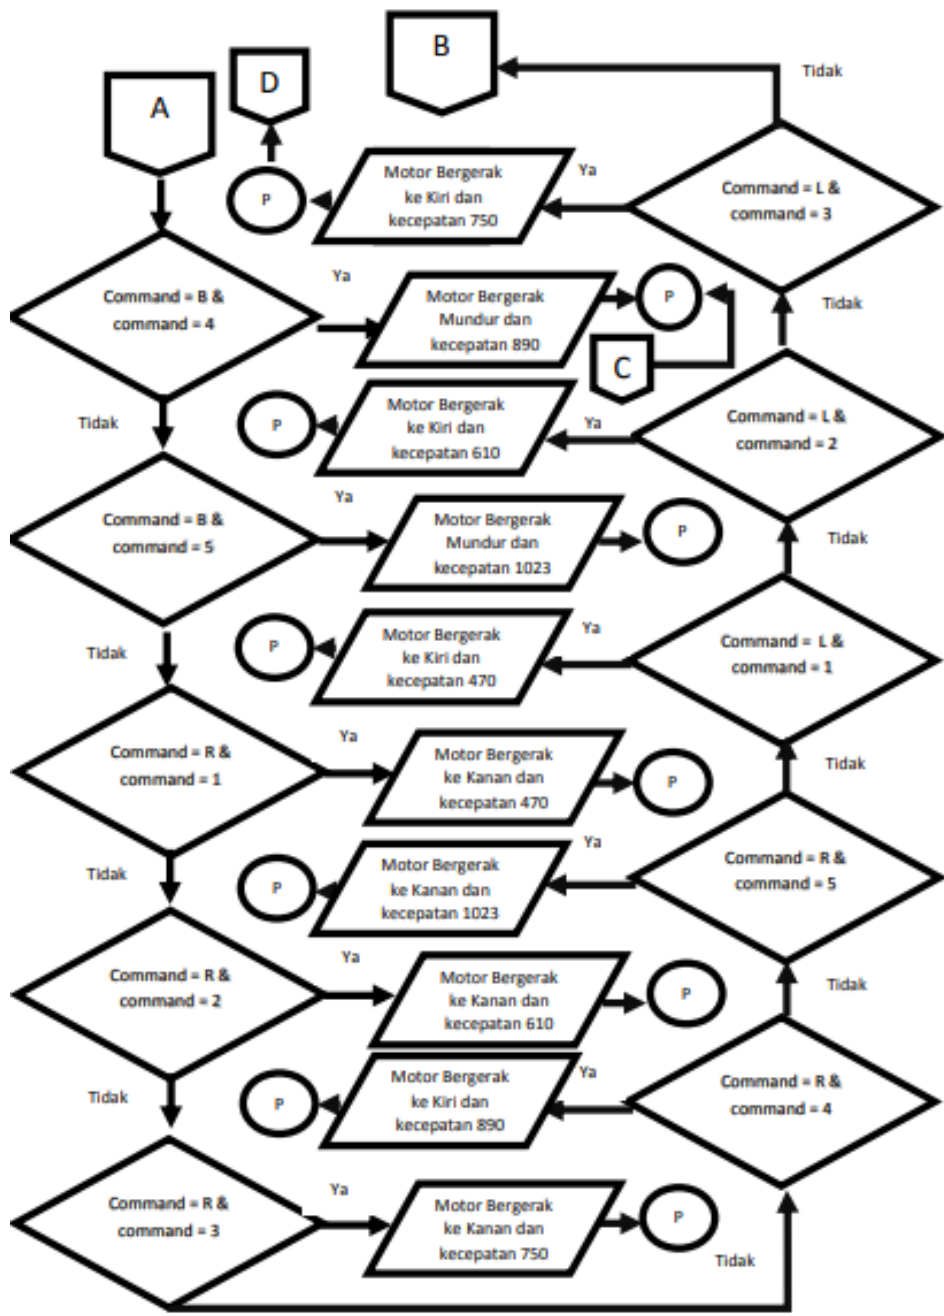 A
D
B
Tidak
P
Motor Bergerak
ke Kiri dan
kecepatan 750
Ya
Command = L &
command = 3
Command = B &
command = 4
Ya
Motor Bergerak
Mundur dan
kecepatan 890
P
Tidak
C
Tidak
P
Motor Bergerak
ke Kiri dan
kecepatan 610
Ya
Command = L &
command = 2
Command = B &
command = 5
Ya
Motor Bergerak
Mundur dan
kecepatan 1023
P
Tidak
Tidak
P
Motor Bergerak
ke Kiri dan
kecepatan 470
Ya
Command = L &
command = 1
Command = R &
command = 1
Ya
Motor Bergerak
ke Kanan dan
kecepatan 470
P
Tidak
Tidak
P
Motor Bergerak
ke Kanan dan
kecepatan 1023
Ya
Command = R &
command = 5
Command = R &
command = 2
Ya
Motor Bergerak
ke Kanan dan
kecepatan 610
P
Tidak
Tidak
P
Motor Bergerak
ke Kiri dan
kecepatan 890
Ya
Command = R &
command = 4
Command = R &
command = 3
Ya
Motor Bergerak
ke Kanan dan
kecepatan 750
P
Tidak